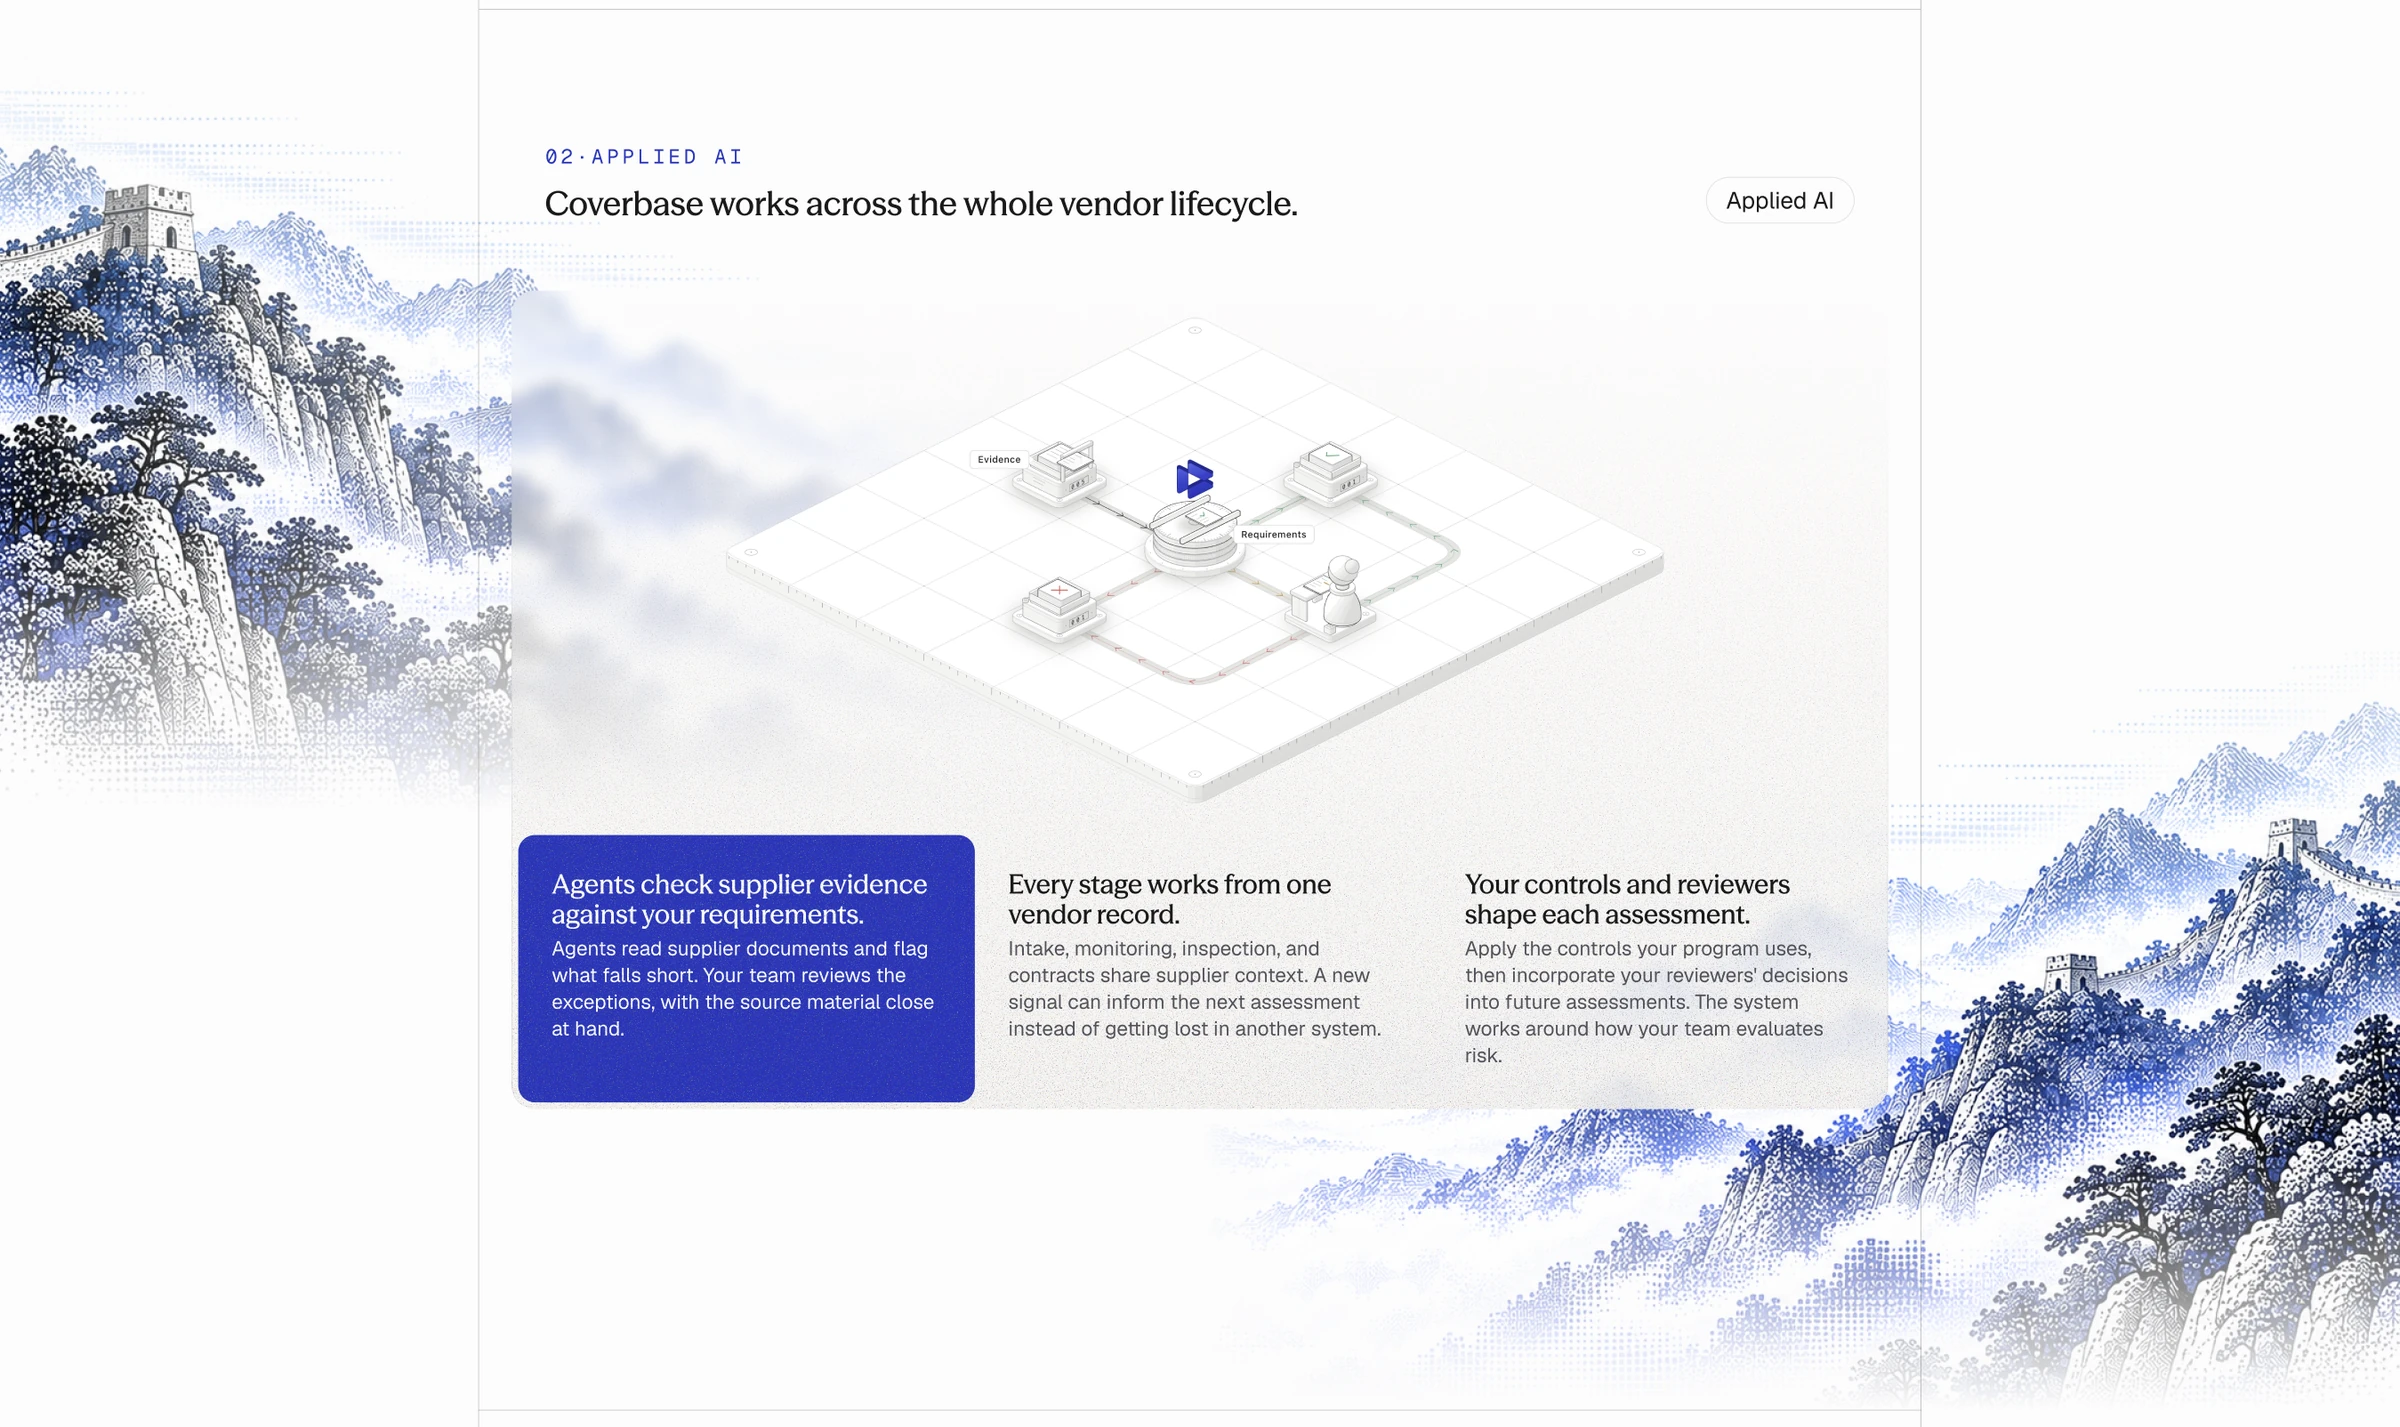 02·APPLIED AI
Coverbase works across the whole vendor lifecycle.
Applied AI
Evidence
Requirements
Agents check supplier evidence
against your requirements.
Agents read supplier documents and flag
what falls short. Your team reviews the
exceptions, with the source material close
at hand.
Every stage works from one
vendor record.
Intake, monitoring, inspection, and
contracts share supplier context. A new
signal can inform the next assessment
instead of getting lost in another system.
Your controls and reviewers
shape each assessment.
Apply the controls your program uses,
then incorporate your reviewers' decisions
into future assessments. The system
works around how your team evaluates
risk.